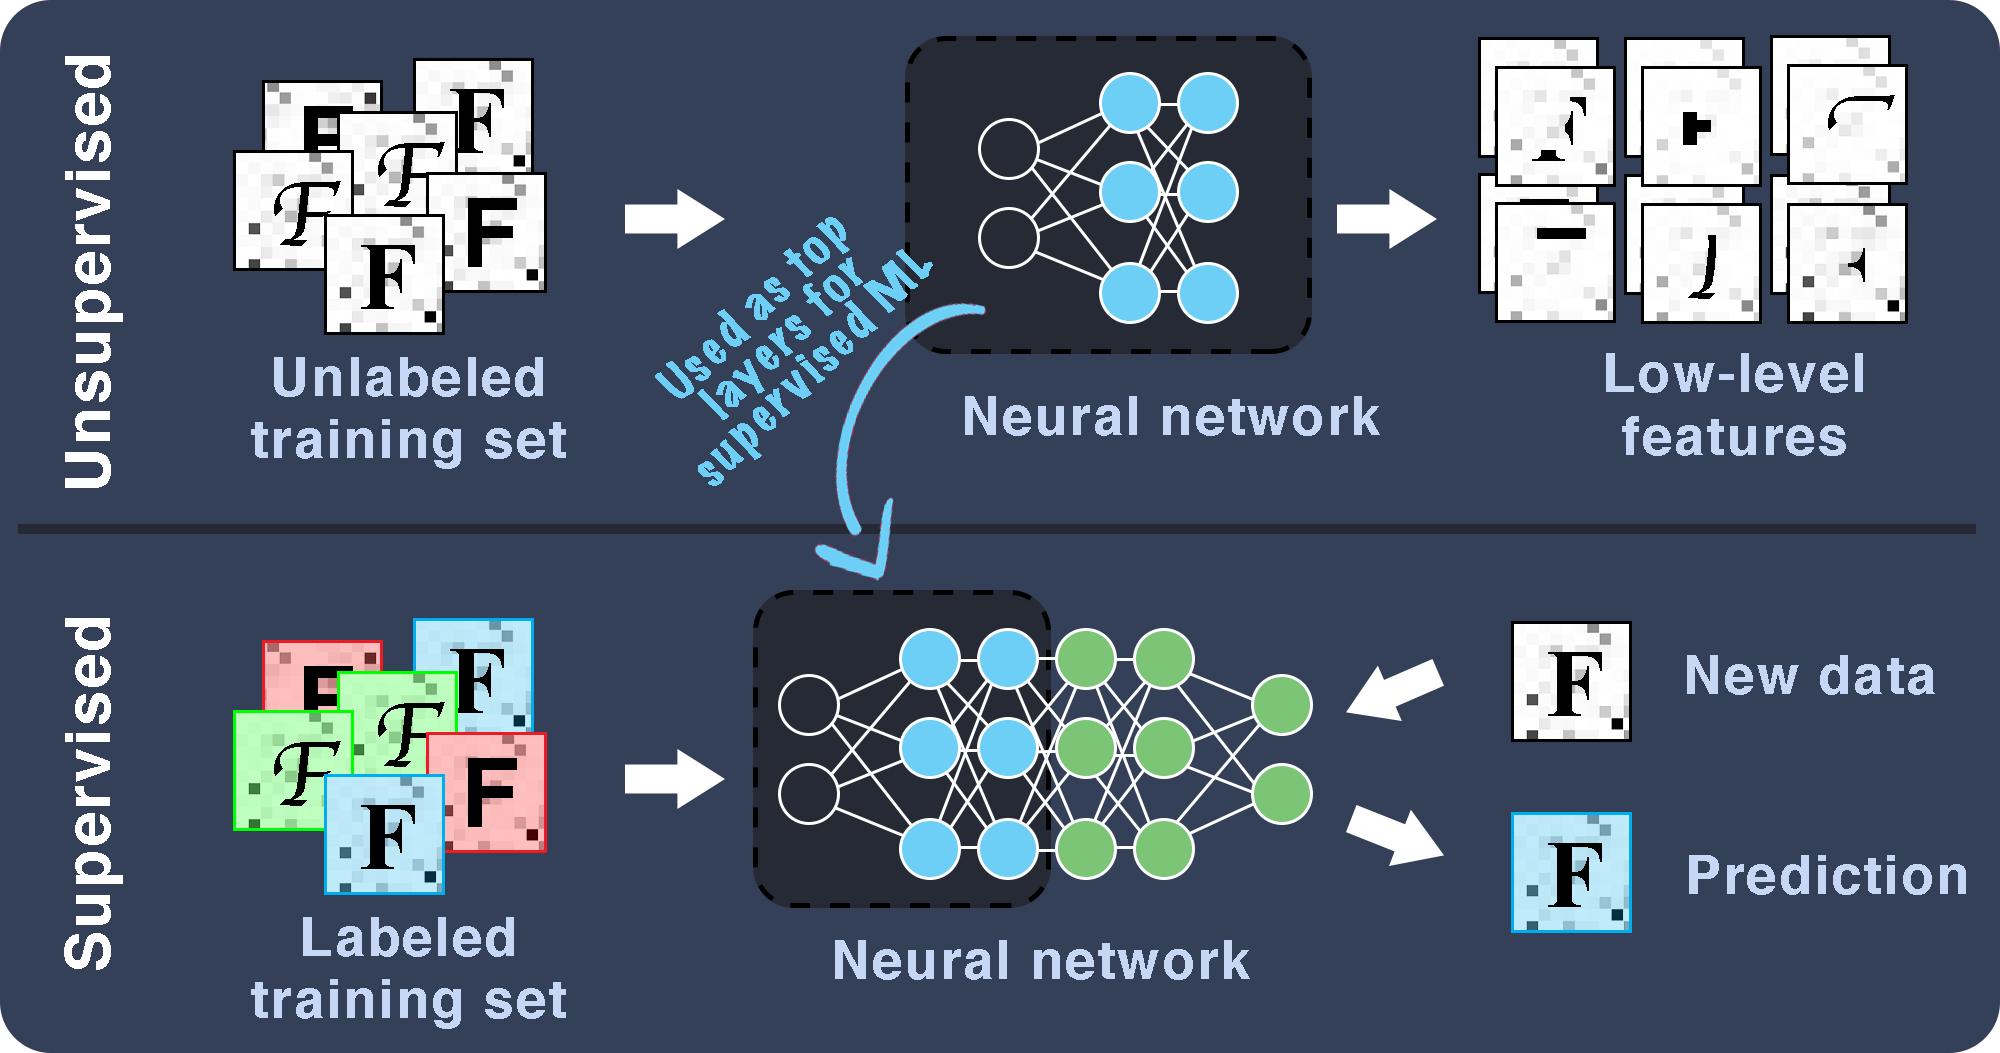 Unsupervised
F
F
F
F
F
F
Unlabeled
training set
Used as top
layers for
supervised ML
Neural network
Low-level
features
Supervised
F
F
F
F
F
F
Labeled
training set
Neural network
F
New data
F
Prediction